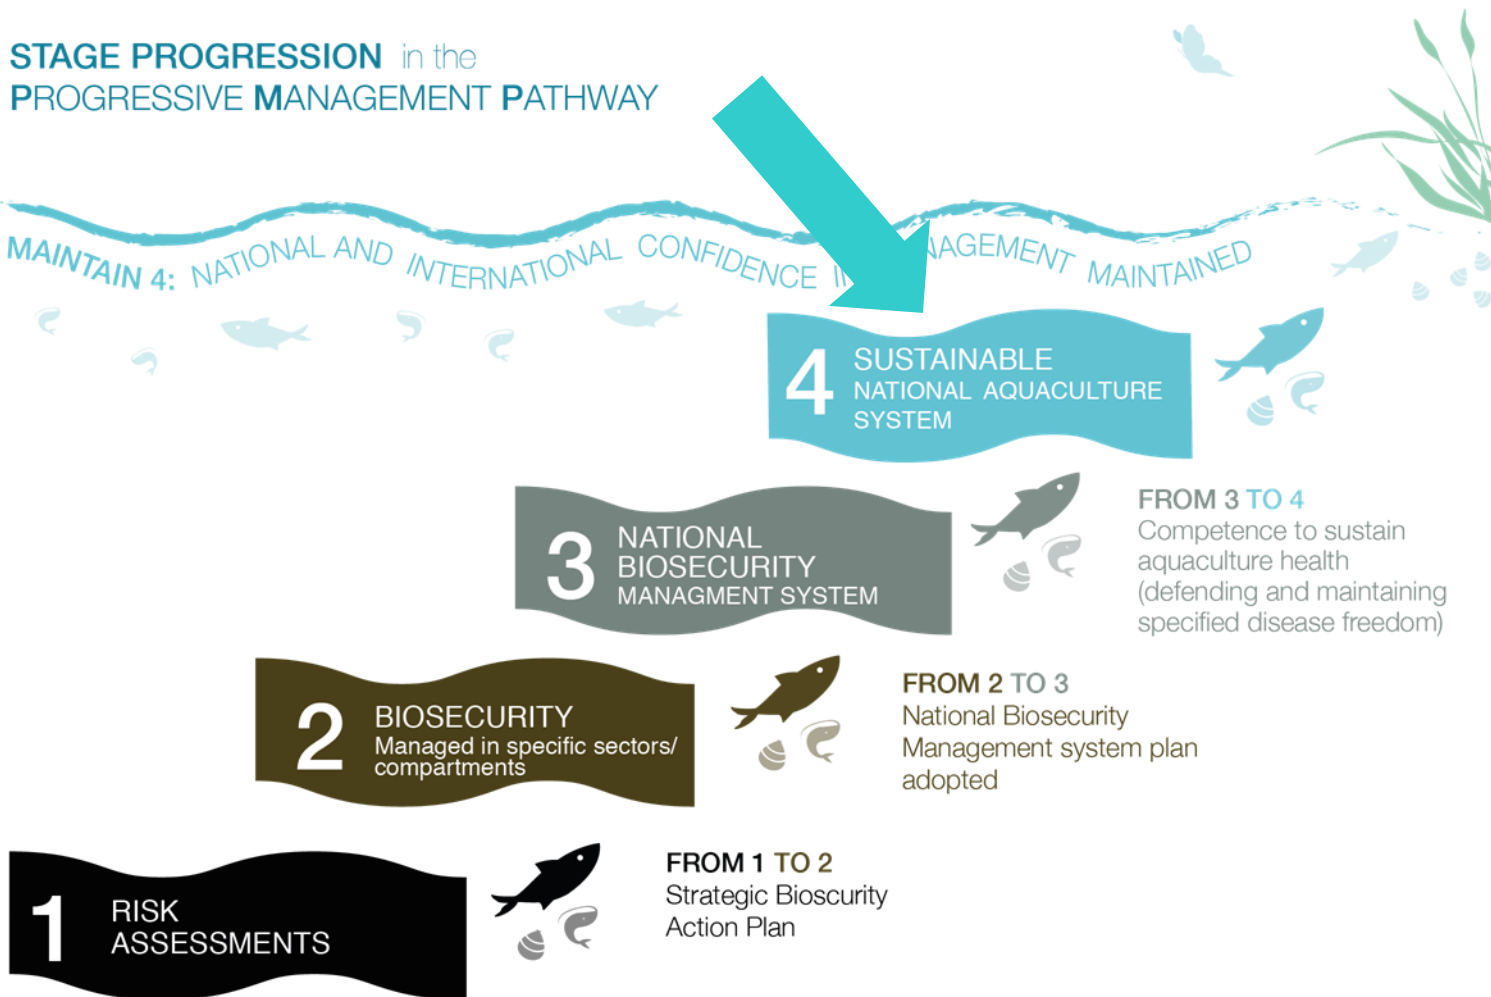 STAGE PROGRESSION in the
PROGRESSIVE MANAGEMENT PATHWAY
MAINTAIN 4: NATIONAL AND INTERNATIONAL CONFIDENCE MAINTAINED
4
SUSTAINABLE
NATIONAL AQUACULTURE
SYSTEM
3
NATIONAL
BIOSECURITY
MANAGMENT SYSTEM
FROM 3 TO 4
Competence to sustain
aquaculture health
(defending and maintaining
specified disease freedom)
2
BIOSECURITY
Managed in specific sectors/
compartments
FROM 2 TO 3
National Biosecurity
Management system plan
adopted
1
RISK
ASSESSMENTS
FROM 1 TO 2
Strategic Bioscurity
Action Plan